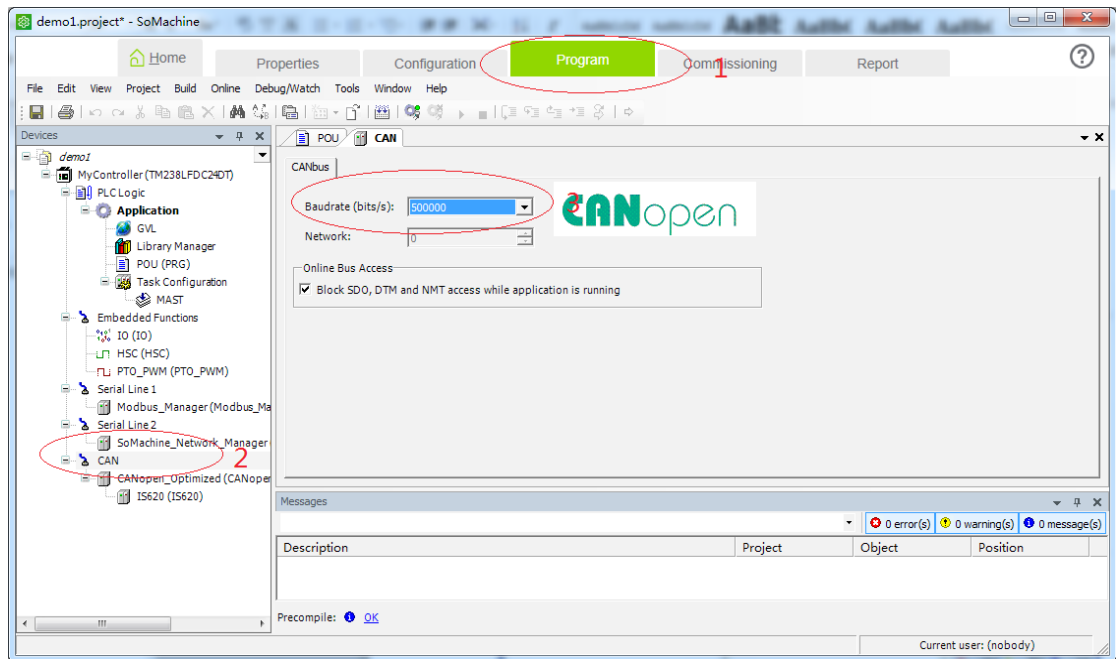 demo1.project* - SoMachine
Home
Properties
Configuration
Program
1
Commissioning
Report
?
File Edit View Project Build Online Debug/Watch Tools Window Help
Devices
POU
CAN
demo1
MyController (TM238LFDC24DT)
PLC Logic
Application
GVL
Library Manager
POU (PRG)
Task Configuration
MAST
Embedded Functions
IO (IO)
HSC (HSC)
PTO_PWM (PTO_PWM)
Serial Line 1
Modbus_Manager (Modbus_Ma
Serial Line 2
SoMachine_Network_Manager
CAN
2
CANopen_Optimized (CANoper
IS620 (IS620)
CANbus
Baudrate (bits/s): 500000
3
CANopen
Network: 0
Online Bus Access
Block SDO, DTM and NMT access while application is running
Messages
0 error(s) 0 warning(s) 0 message(s)
Description Project Object Position
Precompile: OK
Current user: (nobody)